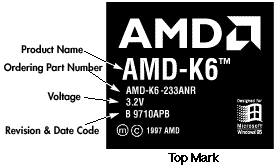 AMD
Product Name
AMD-K6™
Ordering Part Number
AMD-K6 -233ANR
Voltage
3.2V
Designed for
Microsoft
Windows 95
Revision & Date Code
B 9710APB
m c 1997 AMD
Top Mark